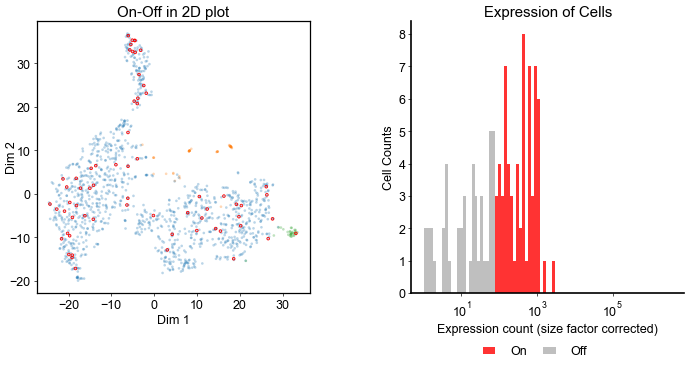 On-Off in 2D plot
Expression of Cells
Dim 2
30
20
10
0
−10
−20
−20 −10 0 10 20 30
Dim 1
Cell Counts
8
7
6
5
4
3
2
1
0
10^1 10^3 10^5
Expression count (size factor corrected)
On Off